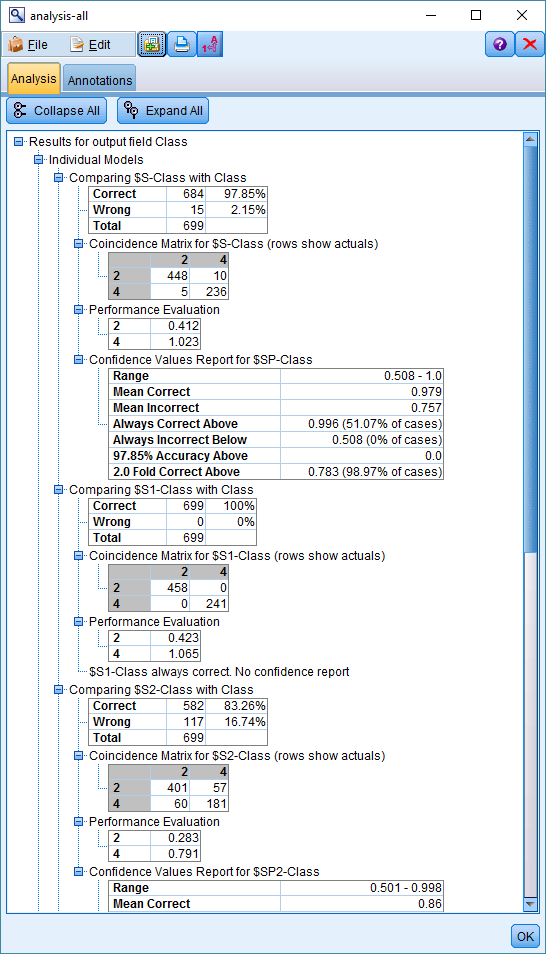 analysis-all
File Edit
Analysis Annotations
Collapse All Expand All
Results for output field Class
Individual Models
Comparing $S-Class with Class
Correct 684 97.85%
Wrong 15 2.15%
Total 699
Coincidence Matrix for $S-Class (rows show actuals)
2 4
2 448 10
4 5 236
Performance Evaluation
2 0.412
4 1.023
Confidence Values Report for $SP-Class
Range 0.508 - 1.0
Mean Correct 0.979
Mean Incorrect 0.757
Always Correct Above 0.996 (51.07% of cases)
Always Incorrect Below 0.508 (0% of cases)
97.85% Accuracy Above 0.0
2.0 Fold Correct Above 0.783 (98.97% of cases)
Comparing $S1-Class with Class
Correct 699 100%
Wrong 0 0%
Total 699
Coincidence Matrix for $S1-Class (rows show actuals)
2 4
2 458 0
4 0 241
Performance Evaluation
2 0.423
4 1.065
$S1-Class always correct. No confidence report
Comparing $S2-Class with Class
Correct 582 83.26%
Wrong 117 16.74%
Total 699
Coincidence Matrix for $S2-Class (rows show actuals)
2 4
2 401 57
4 60 181
Performance Evaluation
2 0.283
4 0.791
Confidence Values Report for $SP2-Class
Range 0.501 - 0.998
Mean Correct 0.86
OK